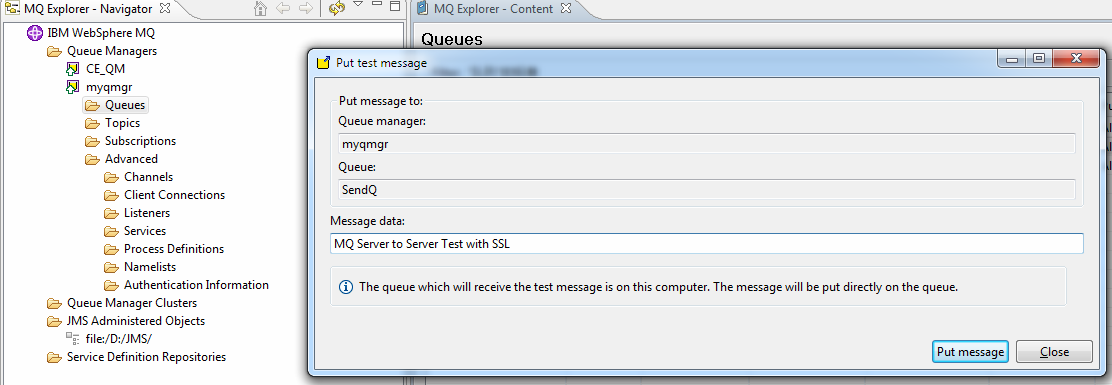 MQ Explorer - Navigator
IBM WebSphere MQ
Queue Managers
CE_QM
myqmgr
Queues
Topics
Subscriptions
Advanced
Channels
Client Connections
Listeners
Services
Process Definitions
Namelists
Authentication Information
Queue Manager Clusters
JMS Administered Objects
file:/D:/JMS/
Service Definition Repositories
MQ Explorer - Content
Queues
Put test message
Put message to:
Queue manager:
myqmgr
Queue:
SendQ
Message data:
MQ Server to Server Test with SSL
The queue which will receive the test message is on this computer. The message will be put directly on the queue.
Put message
Close